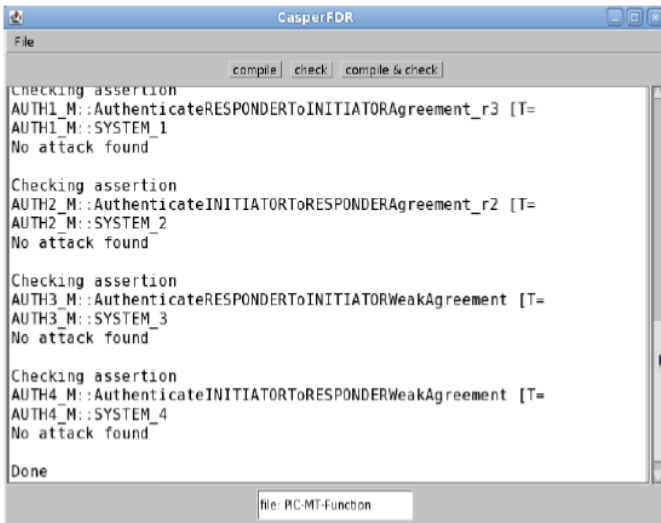 CasperFDR
File
compile check compile & check
Checking assertion
AUTH1_M::AuthenticateRESPONDERToINITIATORAgreement_r3 [T=
AUTH1_M::SYSTEM_1
No attack found
Checking assertion
AUTH2_M::AuthenticateINITIATORToRESPONDERAgreement_r2 [T=
AUTH2_M::SYSTEM_2
No attack found
Checking assertion
AUTH3_M::AuthenticateRESPONDERToINITIATORWeakAgreement [T=
AUTH3_M::SYSTEM_3
No attack found
Checking assertion
AUTH4_M::AuthenticateINITIATORToRESPONDERWeakAgreement [T=
AUTH4_M::SYSTEM_4
No attack found
Done
file: PIC-MT-Function